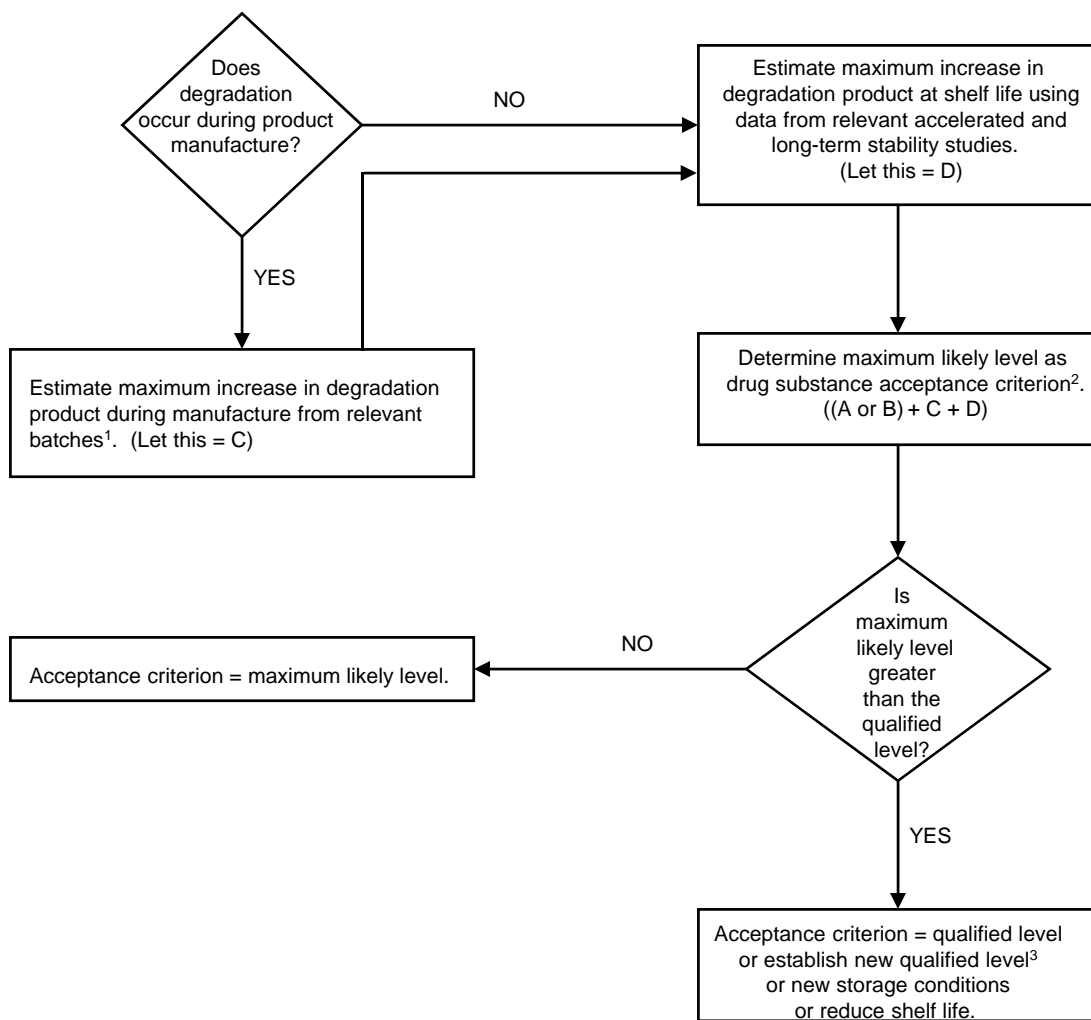 Does
degradation
occur during product
manufacture?
NO
Estimate maximum increase in
degradation product at shelf life using
data from relevant accelerated and
long-term stability studies.
(Let this = D)
YES
Estimate maximum increase in degradation
product during manufacture from relevant
batches¹.  (Let this = C)
Determine maximum likely level as
drug substance acceptance criterion².
((A or B) + C + D)
Is
maximum
likely level
greater
than the
qualified
level?
NO
Acceptance criterion = maximum likely level.
YES
Acceptance criterion = qualified level
or establish new qualified level³
or new storage conditions
or reduce shelf life.